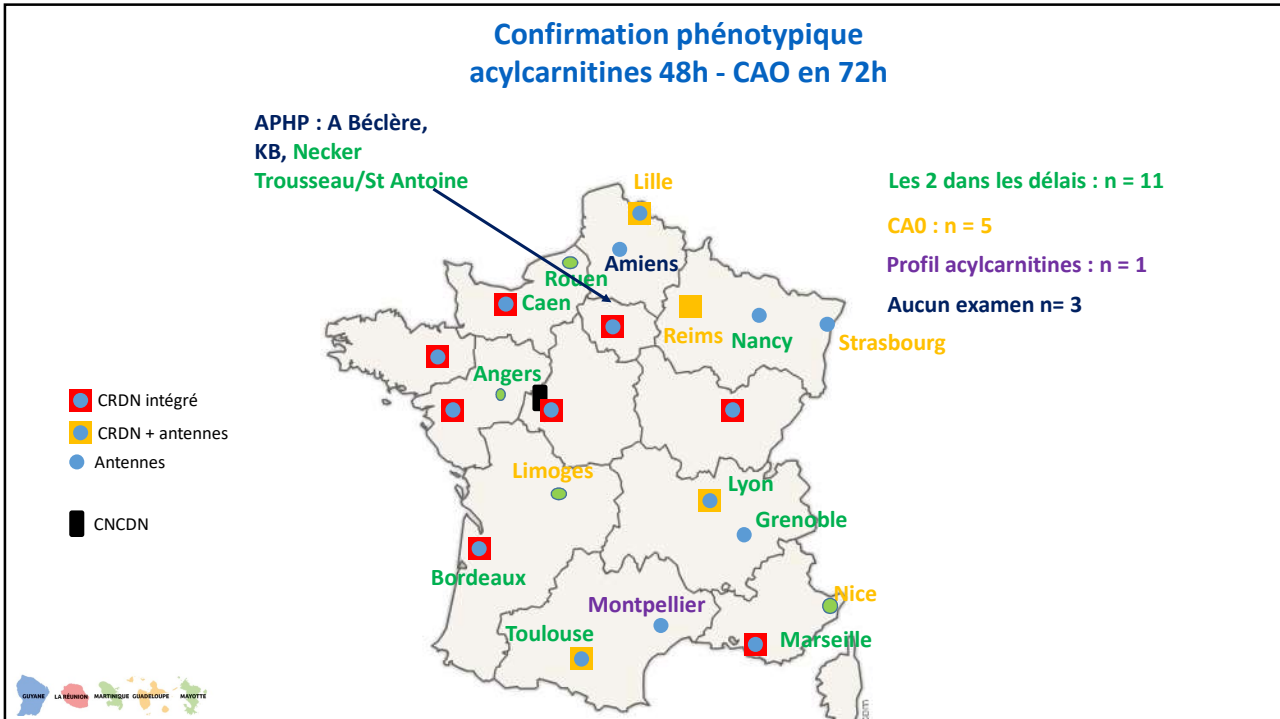 Confirmation phénotypique
acylcarnitines 48h - CAO en 72h
APHP : A Béclère,
KB, Necker
Trousseau/St Antoine
Lille
Les 2 dans les délais : n = 11
CA0 : n = 5
Profil acylcarnitines : n = 1
Aucun examen n= 3
Amiens
Rouen
Caen
Reims
Nancy
Strasbourg
Angers
CRDN intégré
CRDN + antennes
Antennes
CNCDN
Limoges
Lyon
Grenoble
Bordeaux
Nice
Montpellier
Toulouse
Marseille
GUYANE LA RÉUNION MARTINIQUE GUADELOUPE MAYOTTE
com